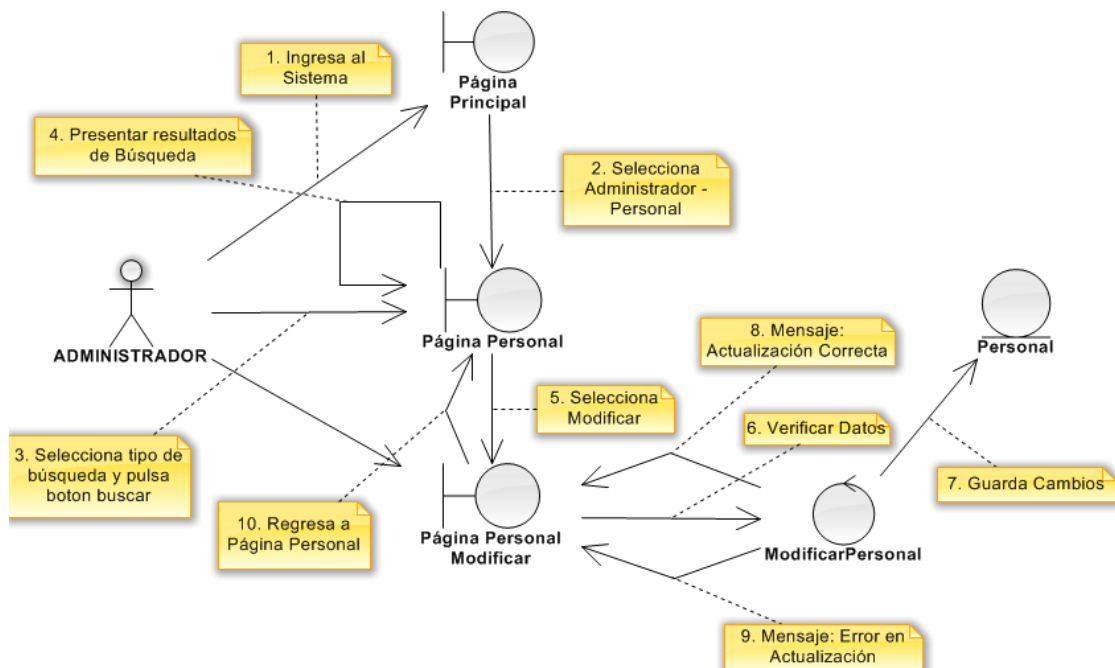 1. Ingresa al
Sistema
Página
Principal
4. Presentar resultados
de Búsqueda
2. Selecciona
Administrador -
Personal
ADMINISTRADOR
Página Personal
8. Mensaje:
Actualización Correcta
Personal
5. Selecciona
Modificar
6. Verificar Datos
3. Selecciona tipo de
búsqueda y pulsa
boton buscar
7. Guarda Cambios
10. Regresa a
Página Personal
Página Personal
Modificar
ModificarPersonal
9. Mensaje: Error en
Actualización